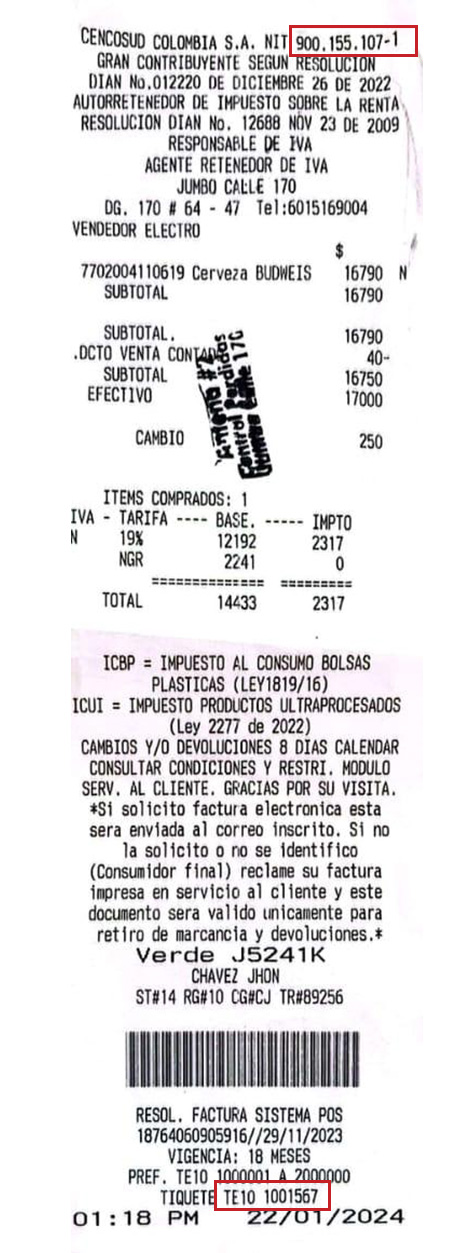 CENCOSUD COLOMBIA S.A. NIT 900.155.107-1
GRAN CONTRIBUYENTE SEGUN RESOLUCION
DIAN No.012220 DE DICIEMBRE 26 DE 2022
AUTORRETENEDOR DE IMPUESTO SOBRE LA RENTA
RESOLUCION DIAN No. 12688 NOV 23 DE 2009
RESPONSABLE DE IVA
AGENTE RETENEDOR DE IVA
JUMBO CALLE 170
DG. 170 # 64 - 47 Tel:6015169004
VENDEDOR ELECTRO
$
7702004110619 Cerveza BUDWEIS 16790 N
SUBTOTAL 16790
SUBTOTAL. 16790
.DCTO VENTA CONTADO 40-
SUBTOTAL 16750
EFECTIVO 17000
CAMBIO 250
Antena #2
Control Perdidas
Jumbo Calle 170
ITEMS COMPRADOS: 1
IVA - TARIFA ---- BASE. ----- IMPTO
N 19% 12192 2317
NGR 2241 0
============== =========
TOTAL 14433 2317
ICBP = IMPUESTO AL CONSUMO BOLSAS
PLASTICAS (LEY1819/16)
ICUI = IMPUESTO PRODUCTOS ULTRAPROCESADOS
(Ley 2277 de 2022)
CAMBIOS Y/O DEVOLUCIONES 8 DIAS CALENDAR
CONSULTAR CONDICIONES Y RESTRI. MODULO
SERV. AL CLIENTE. GRACIAS POR SU VISITA.
*Si solicito factura electronica esta
sera enviada al correo inscrito. Si no
la solicito o no se identifico
(Consumidor final) reclame su factura
impresa en servicio al cliente y este
documento sera valido unicamente para
retiro de marcancia y devoluciones.*
Verde J5241K
CHAVEZ JHON
ST#14 RG#10 CG#CJ TR#89256
RESOL. FACTURA SISTEMA POS
18764060905916//29/11/2023
VIGENCIA: 18 MESES
PREF. TE10 1000001 A 2000000
TIQUETE TE10 1001567
01:18 PM 22/01/2024